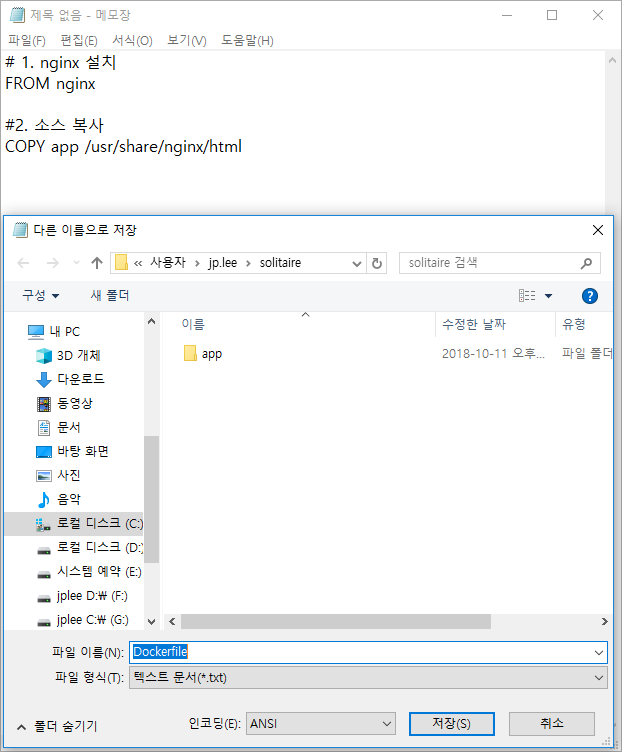 제목 없음 - 메모장
파일(F) 편집(E) 서식(O) 보기(V) 도움말(H)
# 1. nginx 설치
FROM nginx
#2. 소스 복사
COPY app /usr/share/nginx/html
다른 이름으로 저장
« 사용자 › jp.lee › solitaire
solitaire 검색
구성 새 폴더
이름 수정한 날짜 유형
app 2018-10-11 오후... 파일 폴더
내 PC
3D 개체
다운로드
동영상
문서
바탕 화면
사진
음악
로컬 디스크 (C:)
로컬 디스크 (D:)
시스템 예약 (E:)
jplee D:₩ (F:)
jplee C:₩ (G:)
파일 이름(N): Dockerfile
파일 형식(T): 텍스트 문서(*.txt)
폴더 숨기기
인코딩(E): ANSI
저장(S)
취소